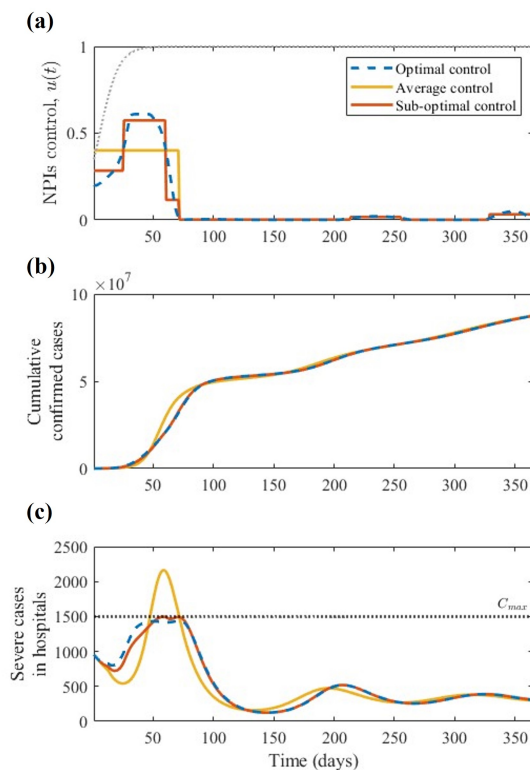 (a)
1
0.5
0
NPIs control, u(t)
Optimal control
Average control
Sub-optimal control
50 100 150 200 250 300 350
(b)
×10⁷
10
5
0
Cumulative
confirmed cases
50 100 150 200 250 300 350
(c)
2500
2000
1500
1000
500
0
Severe cases
in hospitals
C_max
50 100 150 200 250 300 350
Time (days)